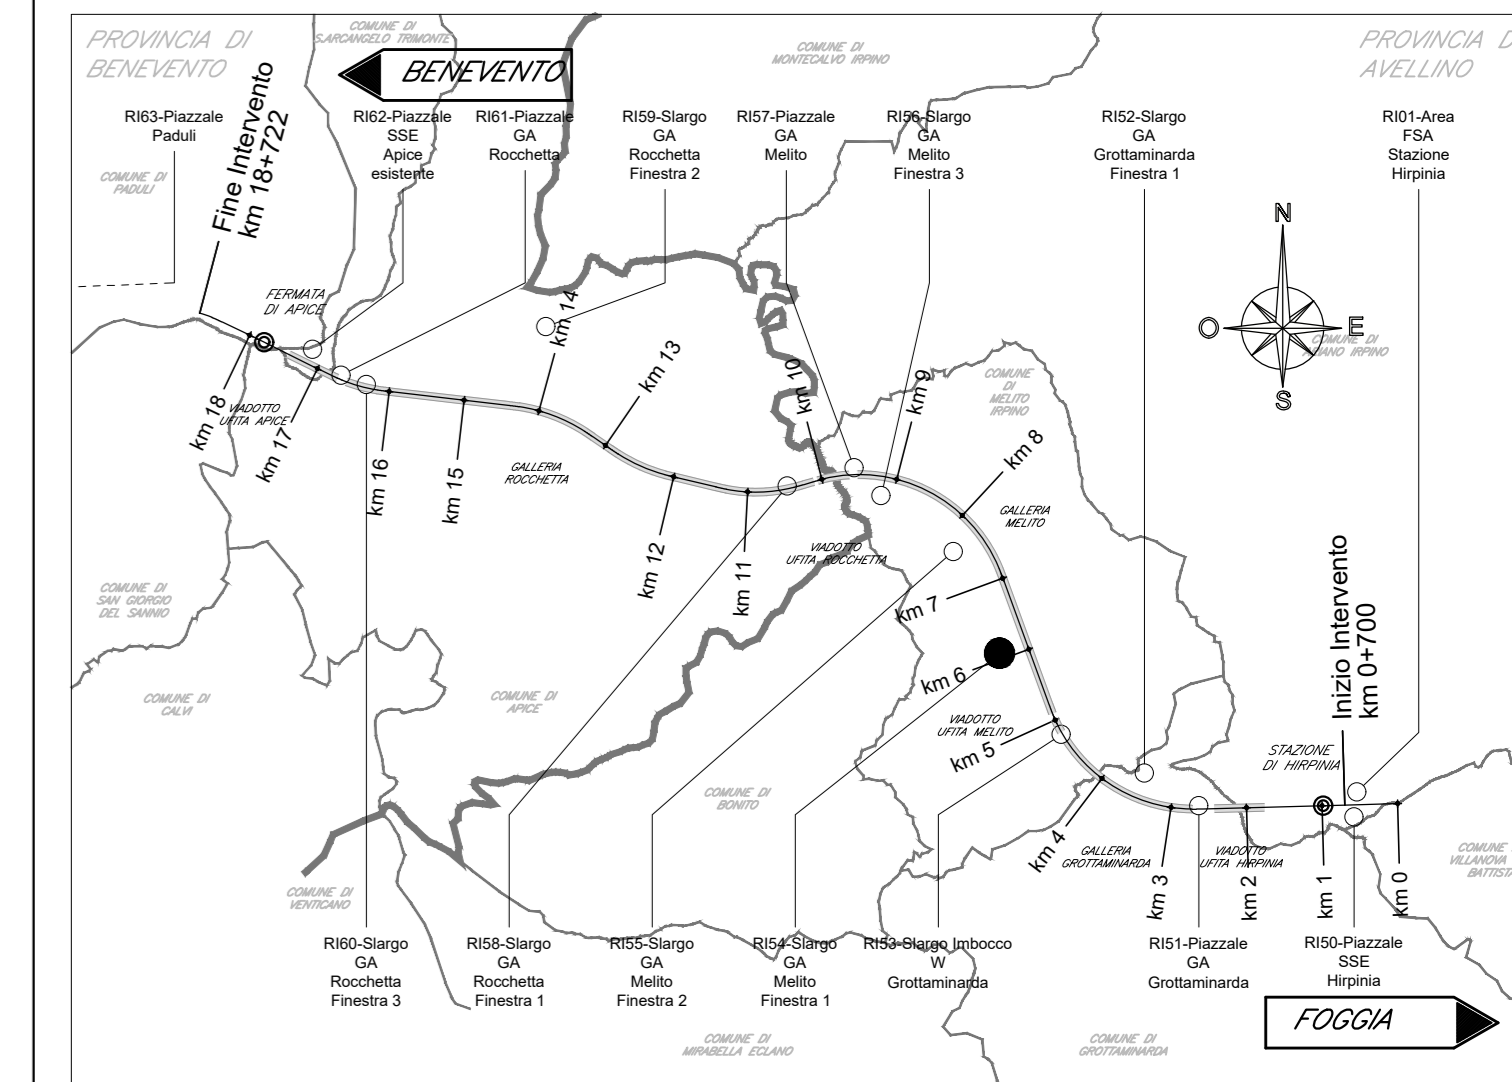 PROVINCIA DI
BENEVENTO
COMUNE DI
S.ARCANGELO TRIMONTE
BENEVENTO
COMUNE DI
MONTECALVO IRPINO
AVELLINO
RI63-Piazzale
Paduli
Fine Intervento
km 18+722
RI62-Piazzale
SSE
Apice
esistente
RI61-Piazzale
GA
Rocchetta
RI59-Slargo
GA
Rocchetta
Finestra 2
RI57-Piazzale
GA
Melito
RI56-Slargo
GA
Melito
Finestra 3
RI52-Slargo
GA
Grottaminarda
Finestra 1
RI01-Area
FSA
Stazione
Hirpinia
COMUNE DI
PADULI
N
O
E
S
COMUNE DI
ARIANO IRPINO
FERMATA
DI APICE
VIADOTTO
UFITA APICE
km 18
km 17
km 16
km 15
km 14
km 13
km 12
km 11
km 10
km 9
km 8
km 7
km 6
km 5
km 4
km 3
km 2
km 1
km 0
COMUNE
DI
MELITO
IRPINO
GALLERIA
ROCCHETTA
GALLERIA
MELITO
VIADOTTO
UFITA ROCCHETTA
COMUNE DI
SAN GIORGIO
DEL SANNIO
Inizio Intervento
km 0+700
COMUNE DI
CALVI
COMUNE DI
APICE
VIADOTTO
UFITA MELITO
STAZIONE
DI HIRPINIA
COMUNE DI
BONITO
GALLERIA
GROTTAMINARDA
VIADOTTO
UFITA HIRPINIA
COMUNE
VILLANOVA
COMUNE DI
VENTICANO
RI60-Slargo
GA
Rocchetta
Finestra 3
RI58-Slargo
GA
Rocchetta
Finestra 1
RI55-Slargo
GA
Melito
Finestra 2
RI54-Slargo
GA
Melito
Finestra 1
RI53-Slargo Imbocco
W
Grottaminarda
RI51-Piazzale
GA
Grottaminarda
RI50-Piazzale
SSE
Hirpinia
FOGGIA
COMUNE DI
MIRABELLA ECLANO
COMUNE DI
GROTTAMINARDA